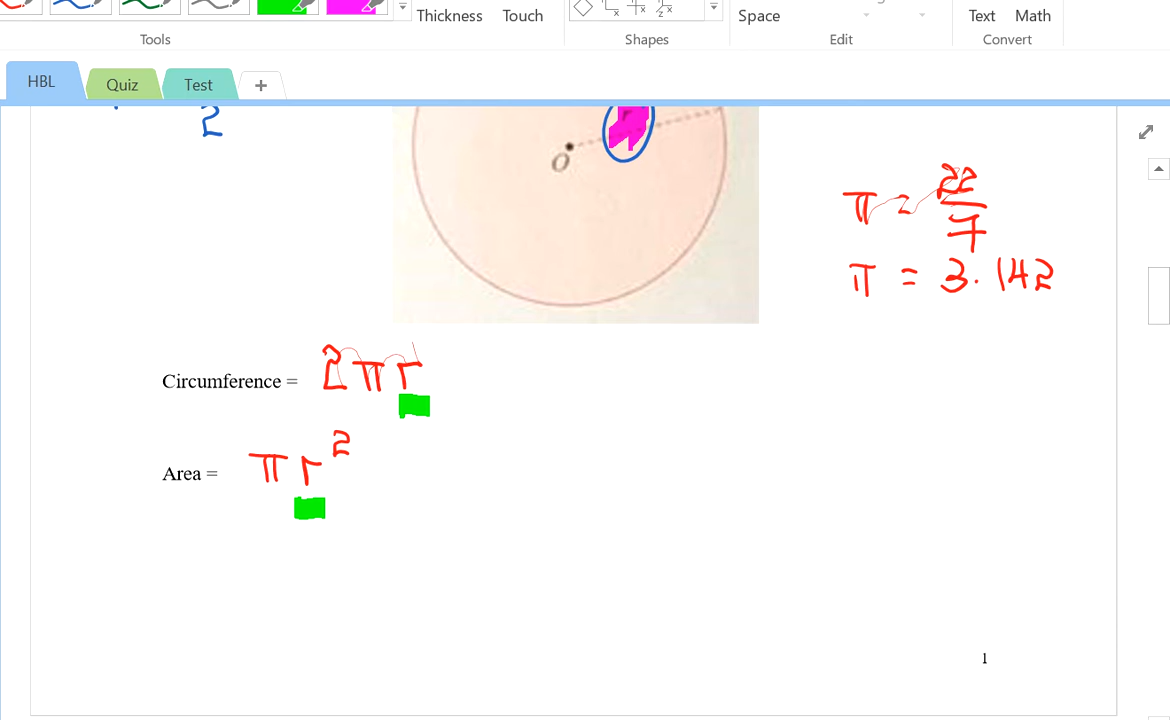 Thickness Touch Space Text Math
Tools Shapes Edit Convert
HBL Quiz Test +
2
r
O
π = 22/7
π = 3.142
Circumference = 2πr
Area = πr²
1